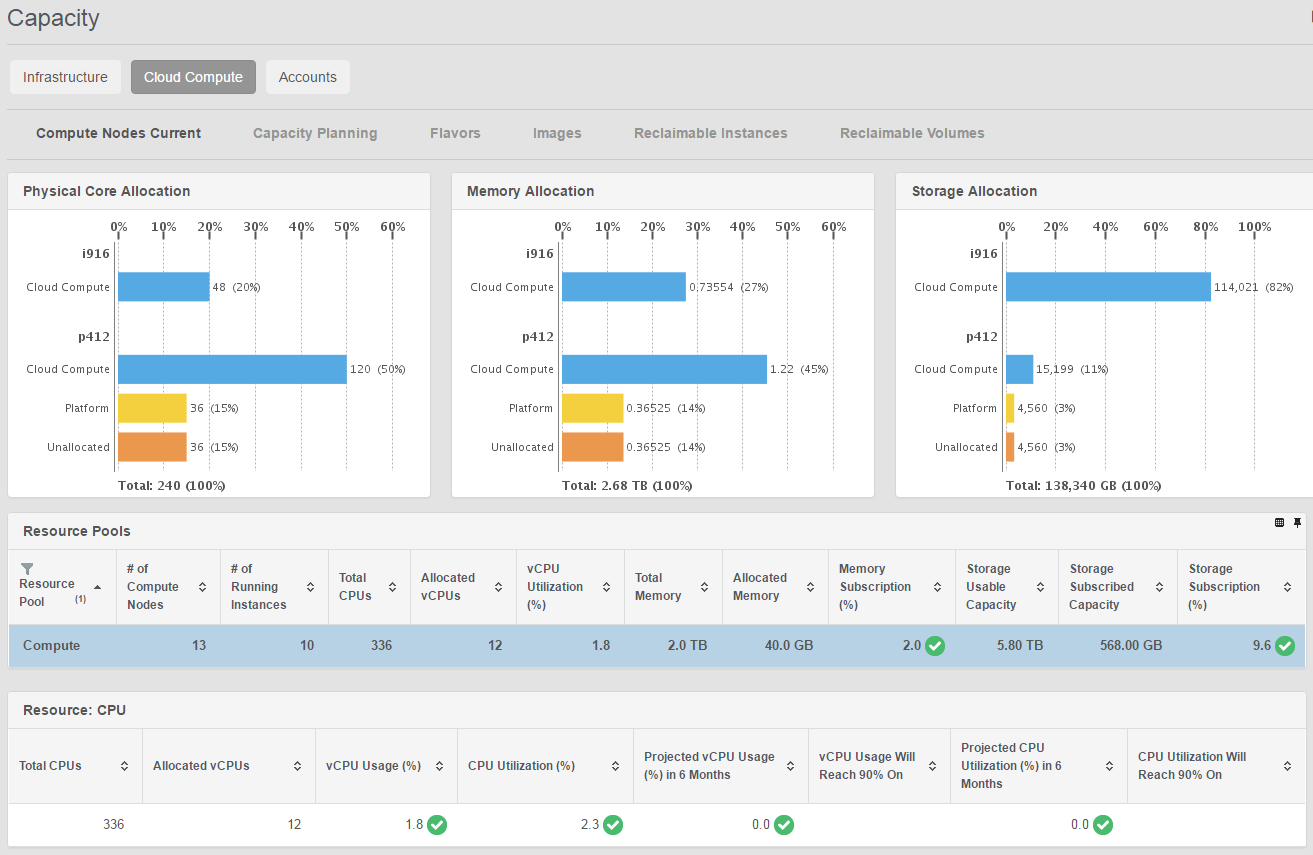 Capacity
Infrastructure Cloud Compute Accounts
Compute Nodes Current Capacity Planning Flavors Images Reclaimable Instances Reclaimable Volumes
Physical Core Allocation
0% 10% 20% 30% 40% 50% 60%
i916
Cloud Compute 48 (20%)
p412
Cloud Compute 120 (50%)
Platform 36 (15%)
Unallocated 36 (15%)
Total: 240 (100%)
Memory Allocation
0% 10% 20% 30% 40% 50% 60%
i916
Cloud Compute 0.73554 (27%)
p412
Cloud Compute 1.22 (45%)
Platform 0.36525 (14%)
Unallocated 0.36525 (14%)
Total: 2.68 TB (100%)
Storage Allocation
0% 20% 40% 60% 80% 100%
i916
Cloud Compute 114,021 (82%)
p412
Cloud Compute 15,199 (11%)
Platform 4,560 (3%)
Unallocated 4,560 (3%)
Total: 138,340 GB (100%)
Resource Pools
Resource
Pool (1)
# of
Compute
Nodes
# of
Running
Instances
Total
CPUs
Allocated
vCPUs
vCPU
Utilization
(%)
Total
Memory
Allocated
Memory
Memory
Subscription
(%)
Storage
Usable
Capacity
Storage
Subscribed
Capacity
Storage
Subscription
(%)
Compute 13 10 336 12 1.8 2.0 TB 40.0 GB 2.0 5.80 TB 568.00 GB 9.6
Resource: CPU
Total CPUs
Allocated vCPUs
vCPU Usage (%)
CPU Utilization (%)
Projected vCPU Usage
(%) in 6 Months
vCPU Usage Will
Reach 90% On
Projected CPU
Utilization (%) in 6
Months
CPU Utilization Will
Reach 90% On
336 12 1.8 2.3 0.0 0.0